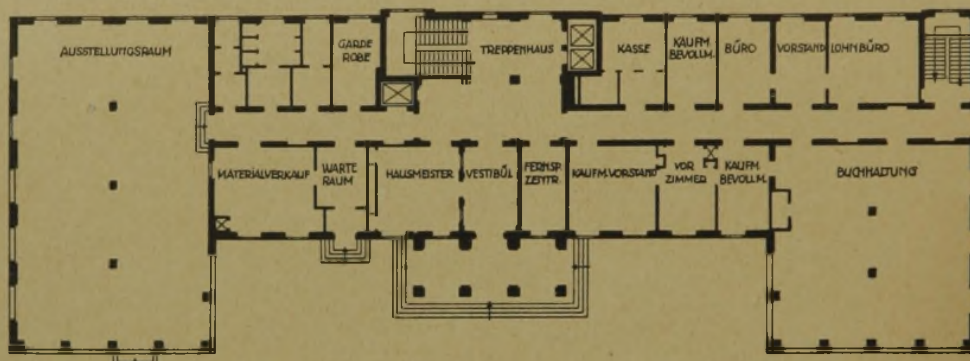 AUSSTELLUNGSRAUM
GARDE
ROBE
TREPPENHAUS
KASSE
KAUFM.
BEVOLLM.
BÜRO
VORSTAND
LOHNBÜRO
MATERIALVERKAUF
WARTE
RAUM
HAUSMEISTER
VESTIBÜL
FERNSPR.
ZENTR.
KAUFM.VORSTAND
VOR
ZIMMER
KAUFM.
BEVOLLM.
BUCHHALTUNG